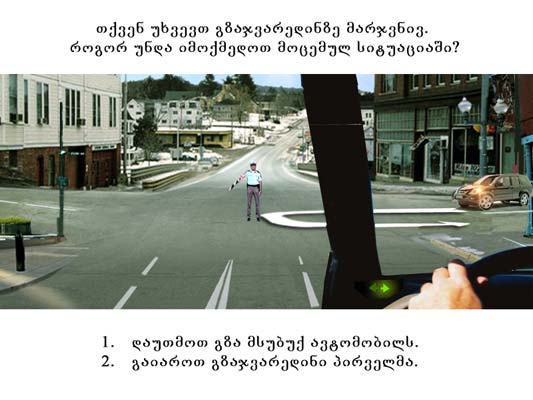 თქვენ უხვევთ გზაჯვარედინზე მარჯვნივ.
როგორ უნდა იმოქმედოთ მოცემულ სიტუაციაში?
1. დაუთმოთ გზა მსუბუქ ავტომობილს.
2. გაიაროთ გზაჯვარედინი პირველმა.